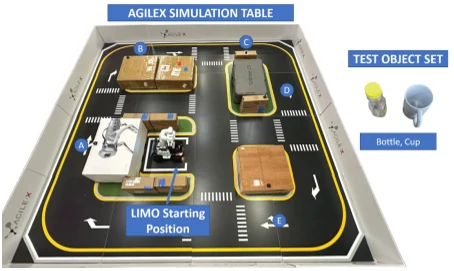 AGILEX SIMULATION TABLE
B
C
TEST OBJECT SET
D
A
Bottle, Cup
LIMO Starting
Position
E
AGILE X